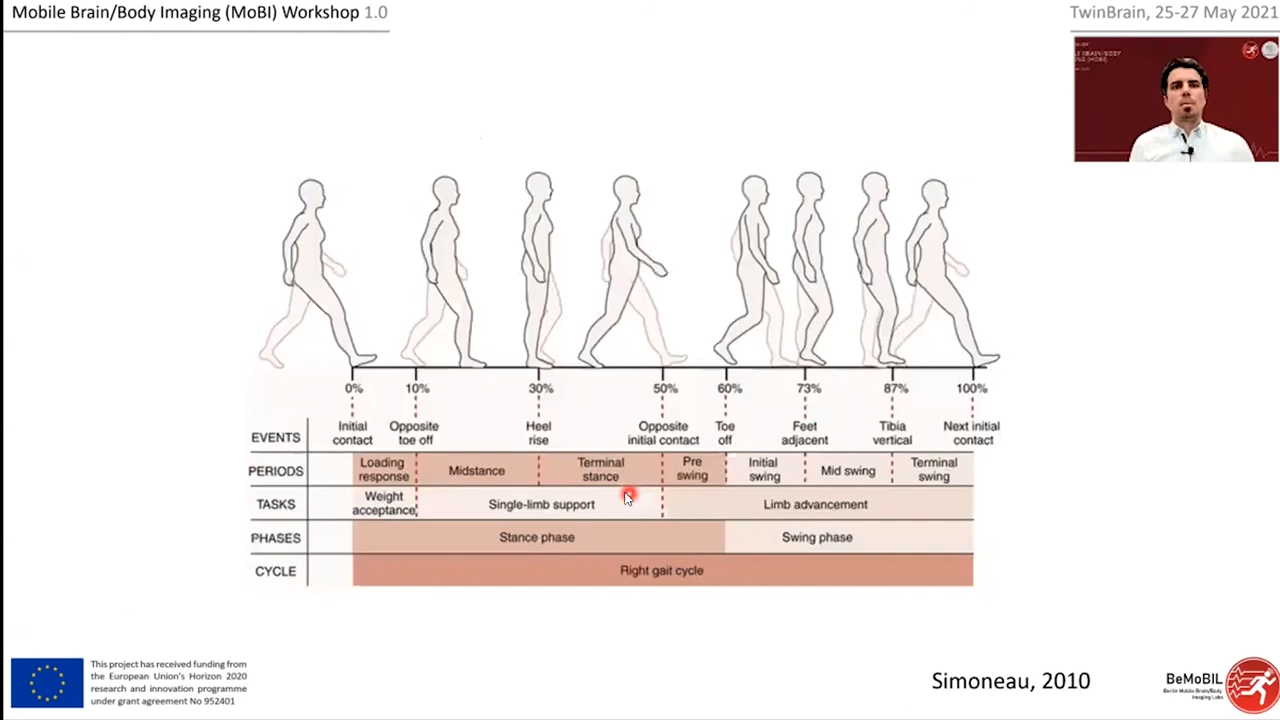 Mobile Brain/Body Imaging (MoBI) Workshop 1.0
TwinBrain, 25-27 May 2021
0% 10% 30% 50% 60% 73% 87% 100%
EVENTS
Initial
contact
Opposite
toe off
Heel
rise
Opposite
initial contact
Toe
off
Feet
adjacent
Tibia
vertical
Next initial
contact
PERIODS
Loading
response
Midstance
Terminal
stance
Pre
swing
Initial
swing
Mid swing
Terminal
swing
TASKS
Weight
acceptance
Single-limb support
Limb advancement
PHASES
Stance phase
Swing phase
CYCLE
Right gait cycle
This project has received funding from
the European Union's Horizon 2020
research and innovation programme
under grant agreement No 952401
Simoneau, 2010
BeMoBIL
Berlin Mobile Brain/Body
Imaging Labs